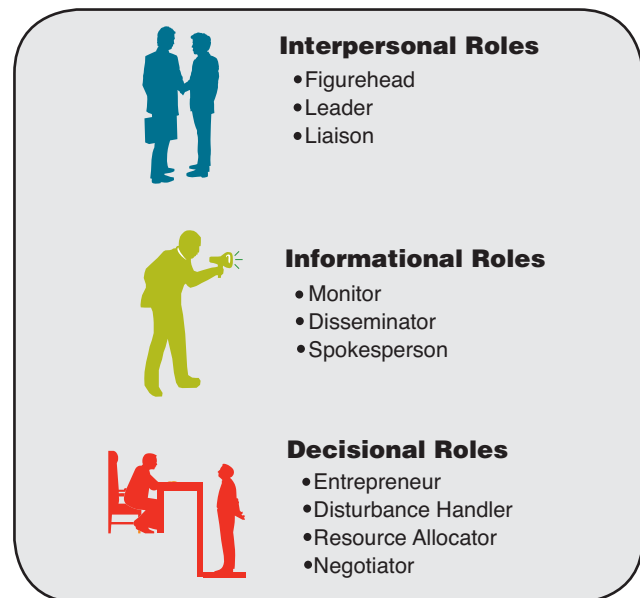 Interpersonal Roles
•Figurehead
•Leader
•Liaison
Informational Roles
• Monitor
•Disseminator
•Spokesperson
Decisional Roles
•Entrepreneur
•Disturbance Handler
•Resource Allocator
•Negotiator